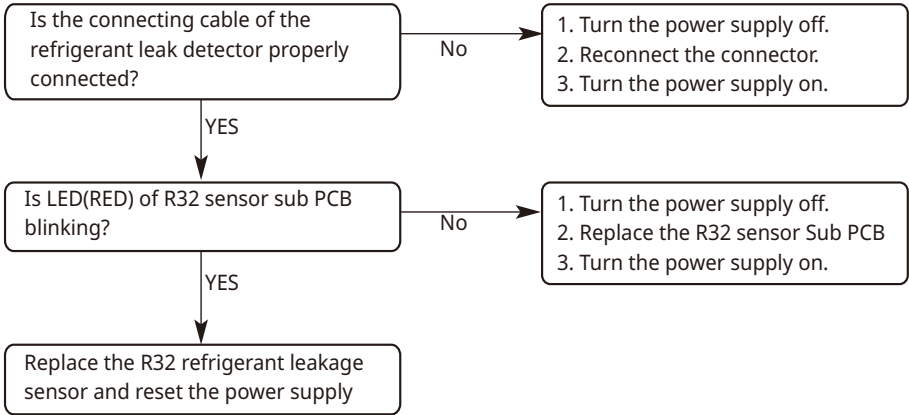 Is the connecting cable of the
refrigerant leak detector properly
connected?
No
1. Turn the power supply off.
2. Reconnect the connector.
3. Turn the power supply on.
YES
Is LED(RED) of R32 sensor sub PCB
blinking?
No
1. Turn the power supply off.
2. Replace the R32 sensor Sub PCB
3. Turn the power supply on.
YES
Replace the R32 refrigerant leakage
sensor and reset the power supply